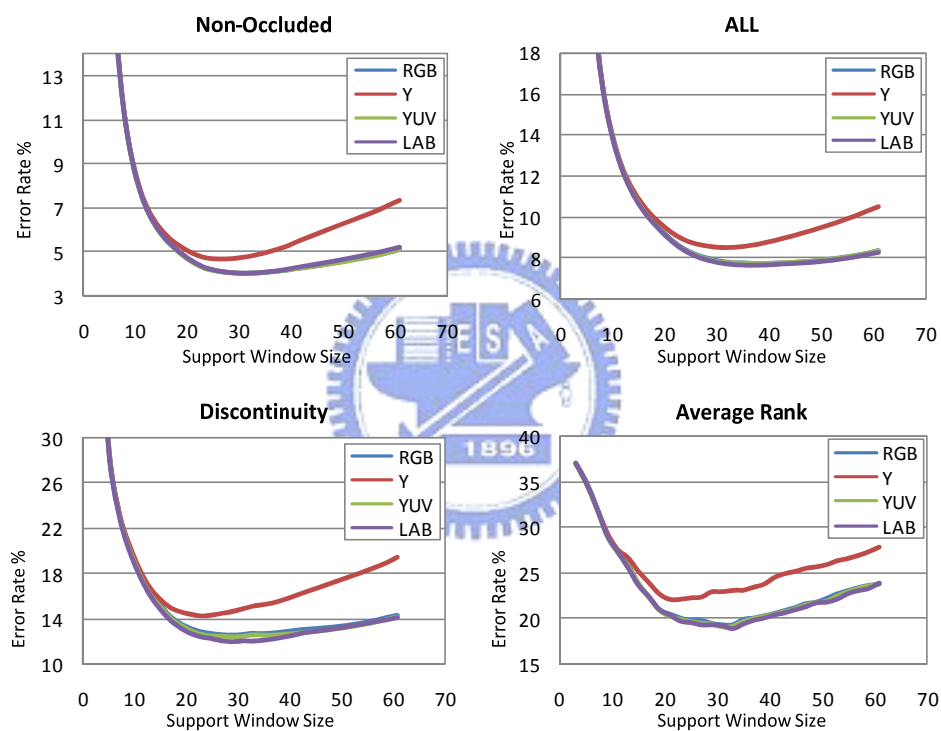 Non-Occluded
Error Rate %
13
11
9
7
5
3
0 10 20 30 40 50 60 70
Support Window Size
RGB
Y
YUV
LAB
ALL
Error Rate %
18
16
14
12
10
8
6
0 10 20 30 40 50 60 70
Support Window Size
RGB
Y
YUV
LAB
E S A
1896
Discontinuity
Error Rate %
30
26
22
18
14
10
0 10 20 30 40 50 60 70
Support Window Size
RGB
Y
YUV
LAB
Average Rank
Error Rate %
40
35
30
25
20
15
0 10 20 30 40 50 60 70
Support Window Size
RGB
Y
YUV
LAB